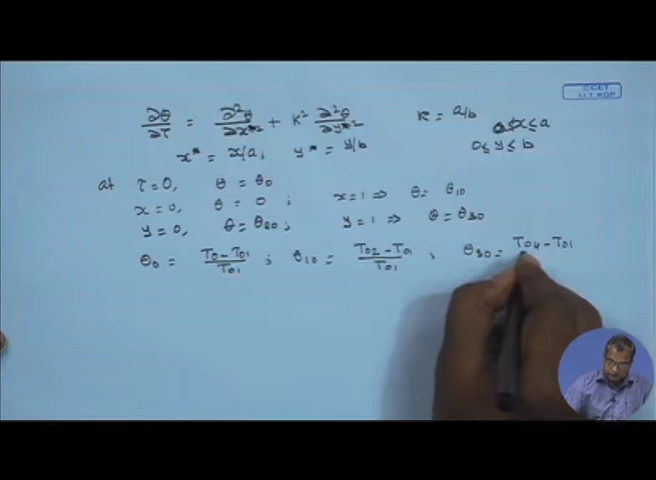 ∂θ/∂τ = ∂²θ/∂x*² + κ² ∂²θ/∂y*² κ = a/b
0≤x≤a
x* = x/a, y* = y/b 0≤y≤b
at τ=0, θ = θ₀
x=0, θ = 0 ; x=1 ⇒ θ = θ₁₀
y=0, θ = θ₂₀ ; y=1 ⇒ θ = θ₃₀
θ₀ = (T₀-T₀₁)/T₀₁ ; θ₁₀ = (T₀₂-T₀₁)/T₀₁ ; θ₃₀ = T₀₄-T₀₁
CCET
I.I.T. KGP